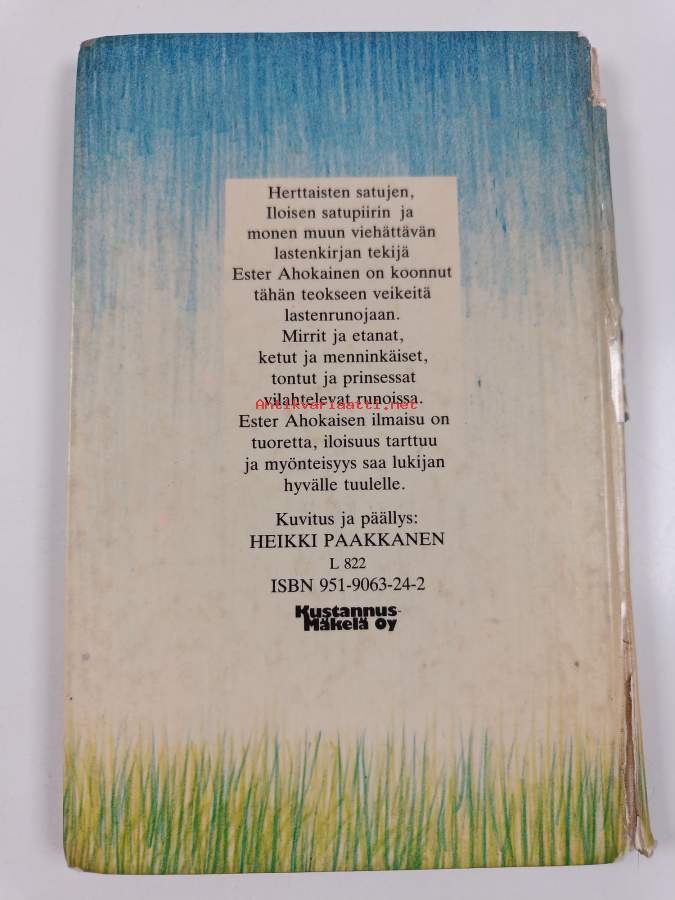 Herttaisten satujen,
Iloisen satupiirin ja
monen muun viehättävän
lastenkirjan tekijä
Ester Ahokainen on koonnut
tähän teokseen veikeitä
lastenrunojaan.
Mirrit ja etanat,
ketut ja menninkäiset,
tontut ja prinsessat
vilahtelevat runoissa.
Antikvariaatti.net
Ester Ahokaisen ilmaisu on
tuoretta, iloisuus tarttuu
ja myönteisyys saa lukijan
hyvälle tuulelle.
Kuvitus ja päällys:
HEIKKI PAAKKANEN
L 822
ISBN 951-9063-24-2
Kustannus-
Mäkelä Oy